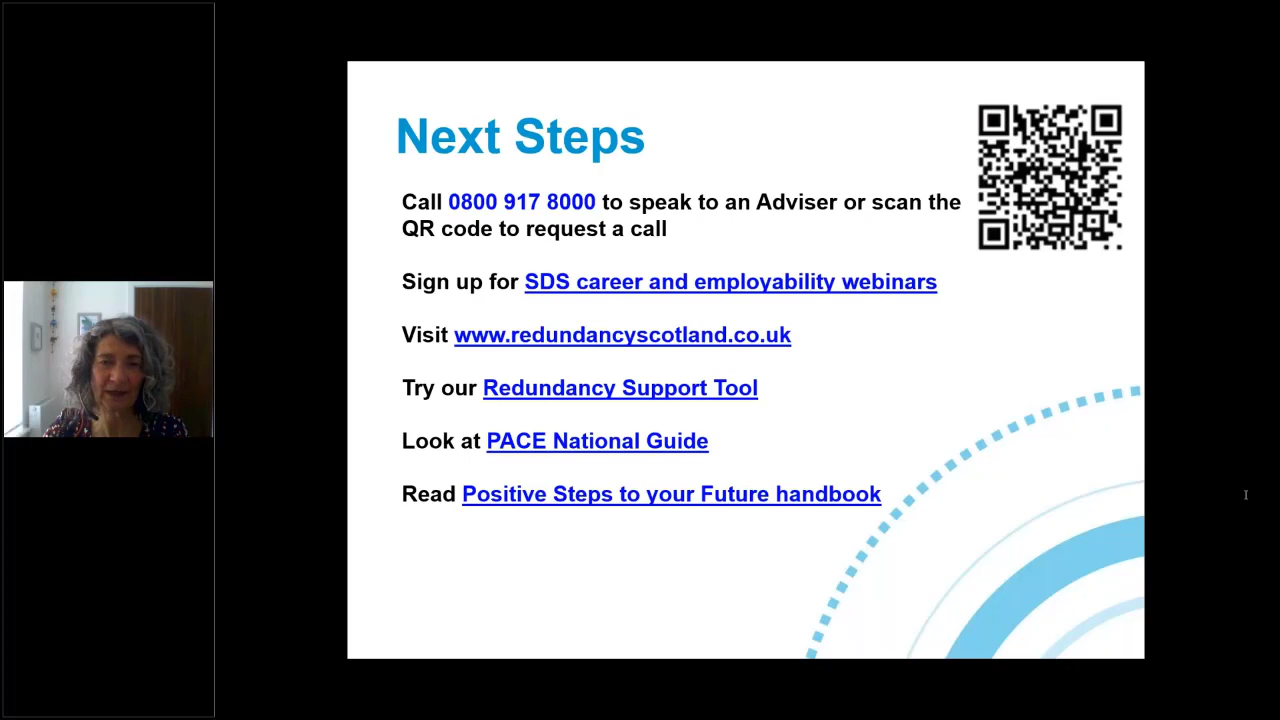 Next Steps
Call 0800 917 8000 to speak to an Adviser or scan the
QR code to request a call
Sign up for SDS career and employability webinars
Visit www.redundancyscotland.co.uk
Try our Redundancy Support Tool
Look at PACE National Guide
Read Positive Steps to your Future handbook